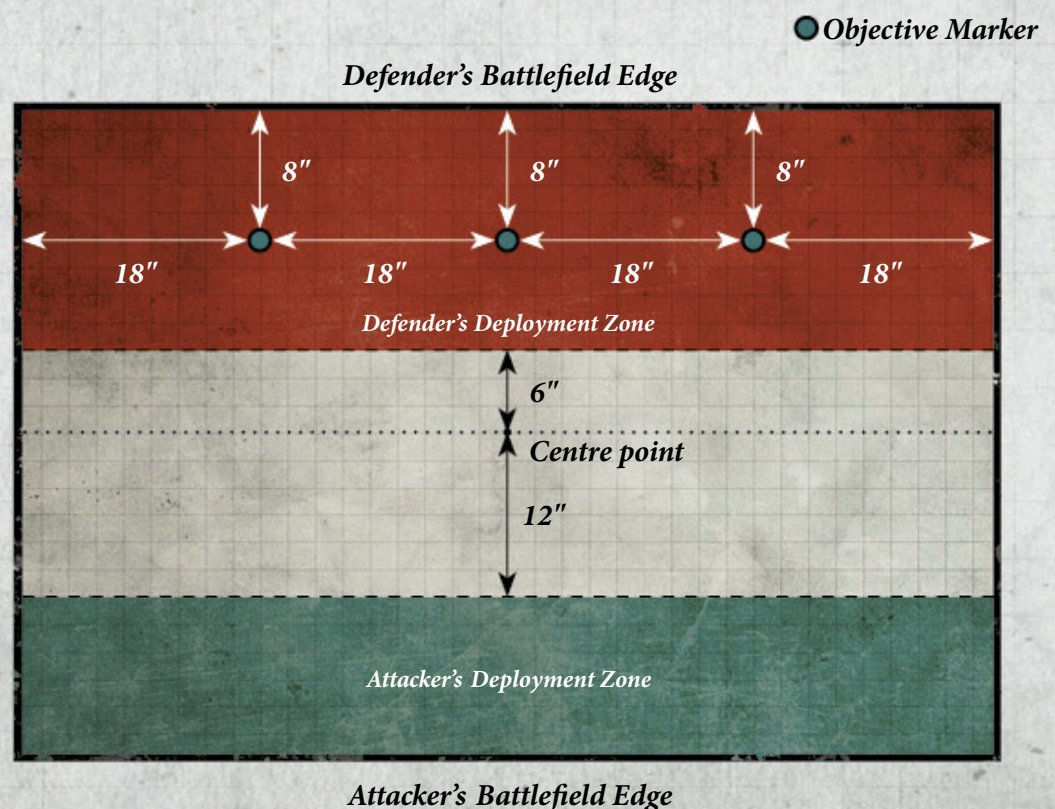 Objective Marker
Defender's Battlefield Edge
8″ 8″ 8″
18″ 18″ 18″ 18″
Defender's Deployment Zone
6″
Centre point
12″
Attacker's Deployment Zone
Attacker's Battlefield Edge